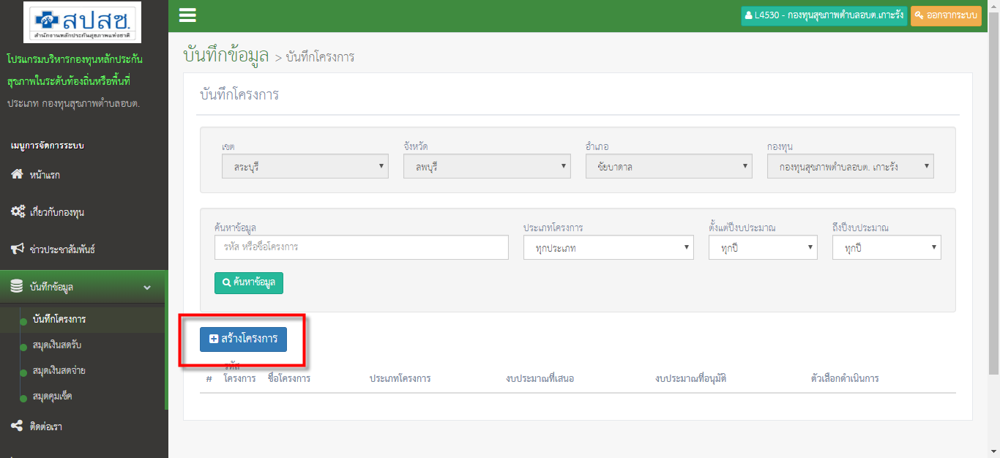 สปสช.
สำนักงานหลักประกันสุขภาพแห่งชาติ
L4530 - กองทุนสุขภาพตำบลอบต.เกาะรัง
ออกจากระบบ
โปรแกรมบริหารกองทุนหลักประกัน
สุขภาพในระดับท้องถิ่นหรือพื้นที่
ประเภท กองทุนสุขภาพตำบลอบต.
เมนูการจัดการระบบ
หน้าแรก
เกี่ยวกับกองทุน
ข่าวประชาสัมพันธ์
บันทึกข้อมูล
บันทึกโครงการ
สมุดเงินสดรับ
สมุดเงินสดจ่าย
สมุดคุมเช็ค
ติดต่อเรา
บันทึกข้อมูล > บันทึกโครงการ
บันทึกโครงการ
เขต จังหวัด อำเภอ กองทุน
สระบุรี ลพบุรี ชัยบาดาล กองทุนสุขภาพตำบลอบต. เกาะรัง
ค้นหาข้อมูล ประเภทโครงการ ตั้งแต่ปีงบประมาณ ถึงปีงบประมาณ
รหัส หรือชื่อโครงการ ทุกประเภท ทุกปี ทุกปี
ค้นหาข้อมูล
สร้างโครงการ
รหัส
# โครงการ ชื่อโครงการ ประเภทโครงการ งบประมาณที่เสนอ งบประมาณที่อนุมัติ ตัวเลือกดำเนินการ